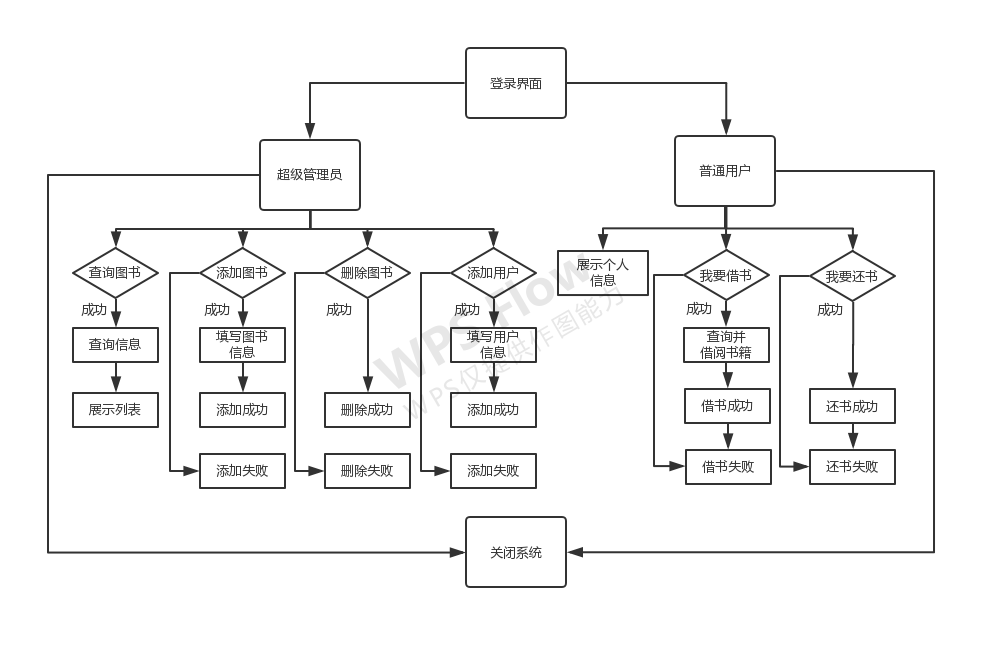 登录界面
超级管理员
普通用户
查询图书
添加图书
删除图书
添加用户
展示个人
信息
我要借书
我要还书
成功
成功
成功
成功
成功
成功
查询信息
填写图书
信息
填写用户
信息
查询并
借阅书籍
展示列表
添加成功
删除成功
添加成功
借书成功
还书成功
添加失败
删除失败
添加失败
借书失败
还书失败
关闭系统
WPS Flow
WPS仅提供作图能力